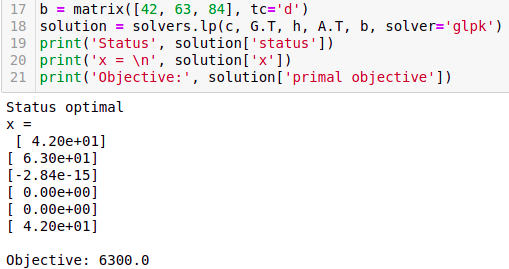 17 b = matrix([42, 63, 84], tc='d')
18 solution = solvers.lp(c, G.T, h, A.T, b, solver='glpk')
19 print('Status', solution['status'])
20 print('x = \n', solution['x'])
21 print('Objective:', solution['primal objective'])
Status optimal
x =
 [ 4.20e+01]
[ 6.30e+01]
[-2.84e-15]
[ 0.00e+00]
[ 0.00e+00]
[ 4.20e+01]
Objective: 6300.0